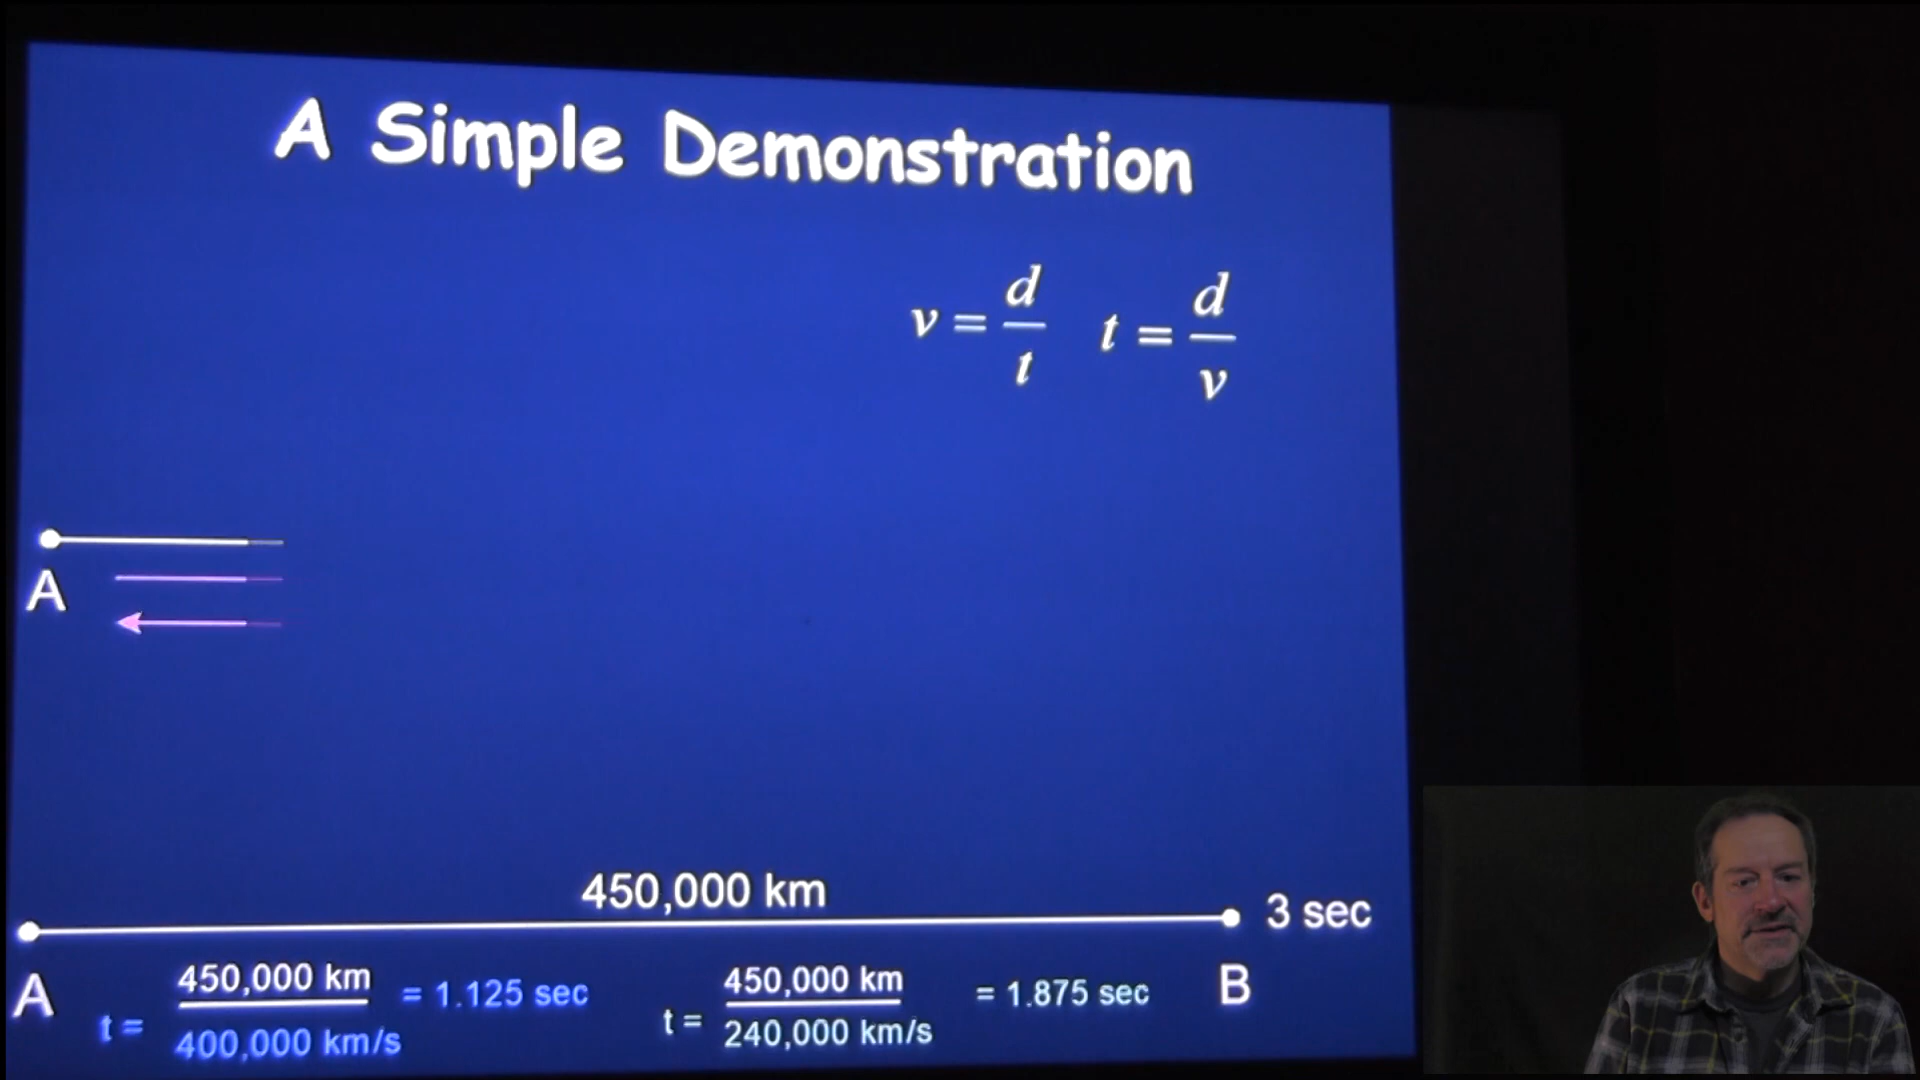 A Simple Demonstration
v = d/t t = d/v
A
450,000 km
3 sec
A
t = 450,000 km / 400,000 km/s = 1.125 sec
t = 450,000 km / 240,000 km/s = 1.875 sec
B